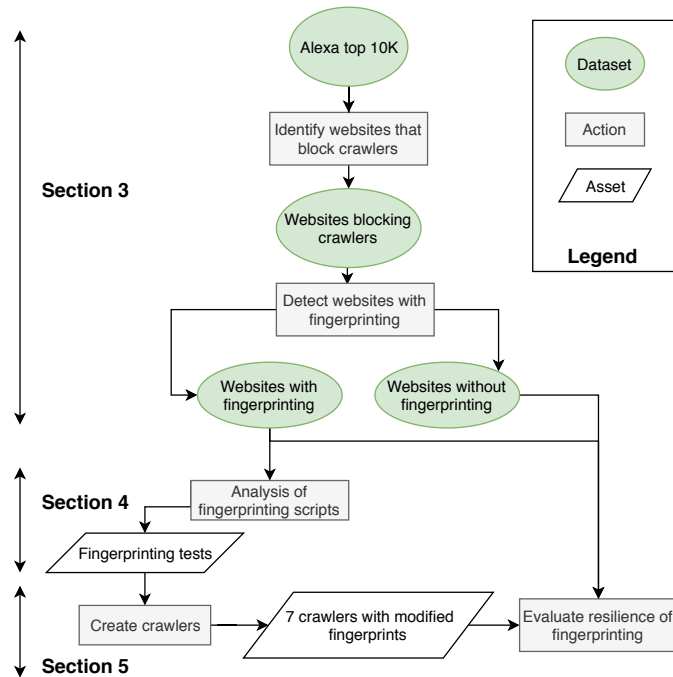 Alexa top 10K
Identify websites that
block crawlers
Section 3
Websites blocking
crawlers
Detect websites with
fingerprinting
Websites with
fingerprinting
Websites without
fingerprinting
Section 4
Analysis of
fingerprinting scripts
Fingerprinting tests
Create crawlers
7 crawlers with modified
fingerprints
Evaluate resilience of
fingerprinting
Section 5
Dataset
Action
Asset
Legend